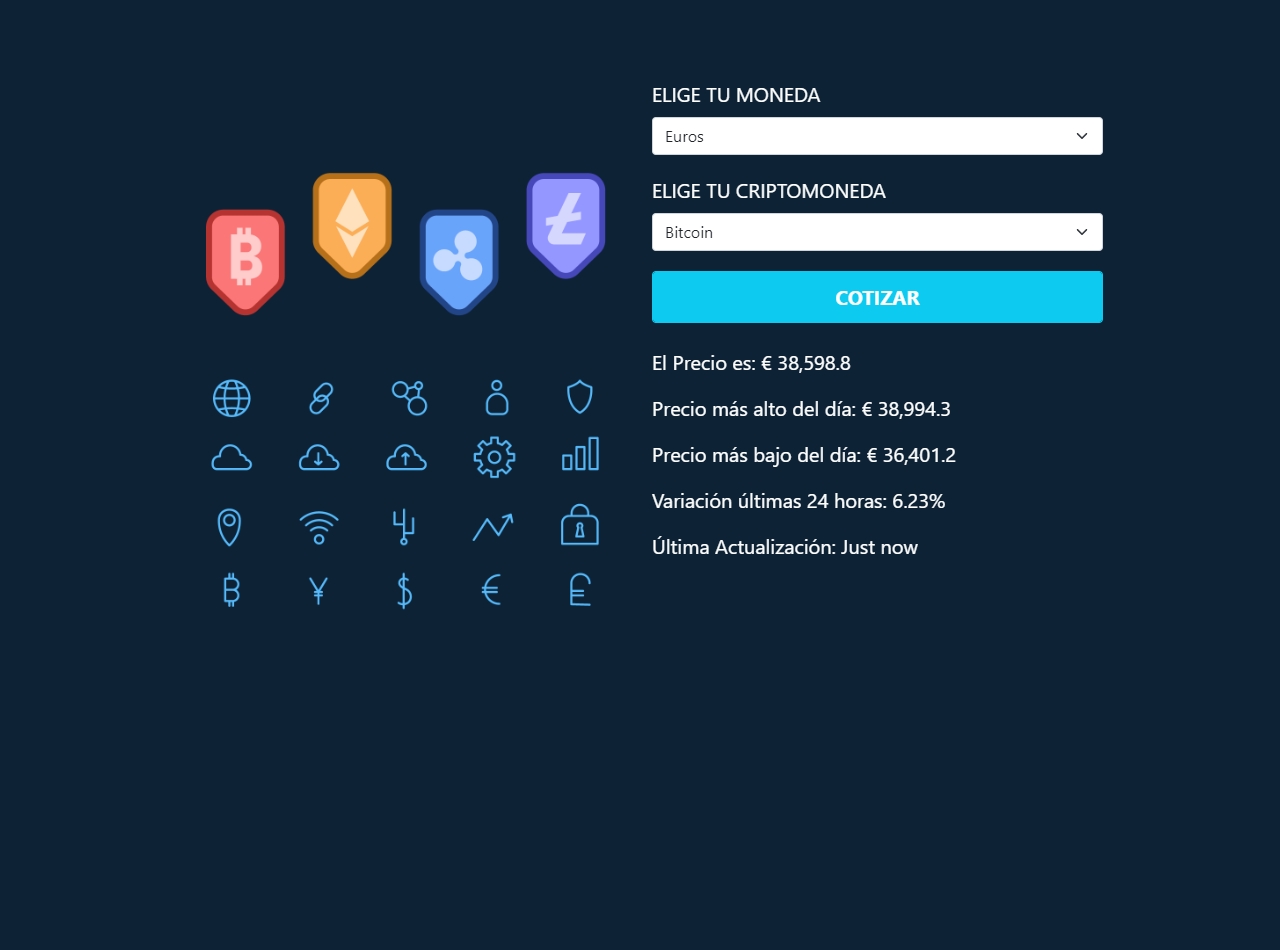 ELIGE TU MONEDA
Euros
ELIGE TU CRIPTOMONEDA
Bitcoin
COTIZAR
El Precio es: € 38,598.8
Precio más alto del día: € 38,994.3
Precio más bajo del día: € 36,401.2
Variación últimas 24 horas: 6.23%
Última Actualización: Just now